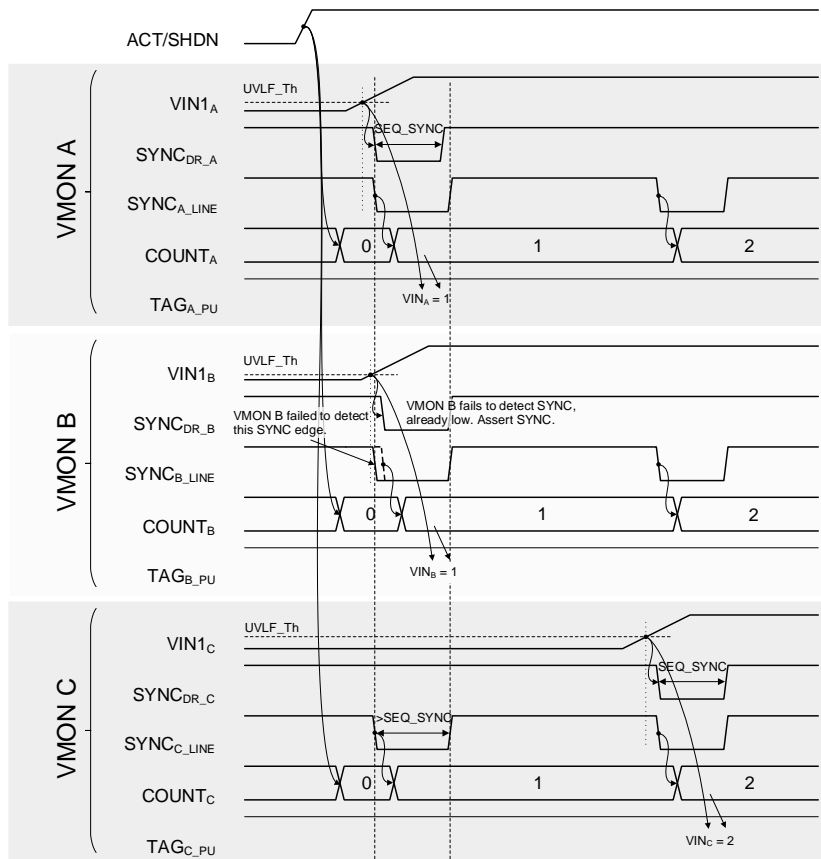 ACT/SHDN
VMON A
UVLF_Th
VIN1A
SEQ_SYNC
SYNCDR_A
SYNCA_LINE
COUNTA
0
1
2
VINA = 1
TAGA_PU
VMON B
UVLF_Th
VIN1B
VMON B failed to detect
this SYNC edge.
VMON B fails to detect SYNC,
already low. Assert SYNC.
SYNCDR_B
SYNCB_LINE
COUNTB
0
1
2
VINB = 1
TAGB_PU
VMON C
UVLF_Th
VIN1C
SEQ_SYNC
SYNCDR_C
>SEQ_SYNC
SYNCC_LINE
COUNTC
0
1
2
VINC = 2
TAGC_PU